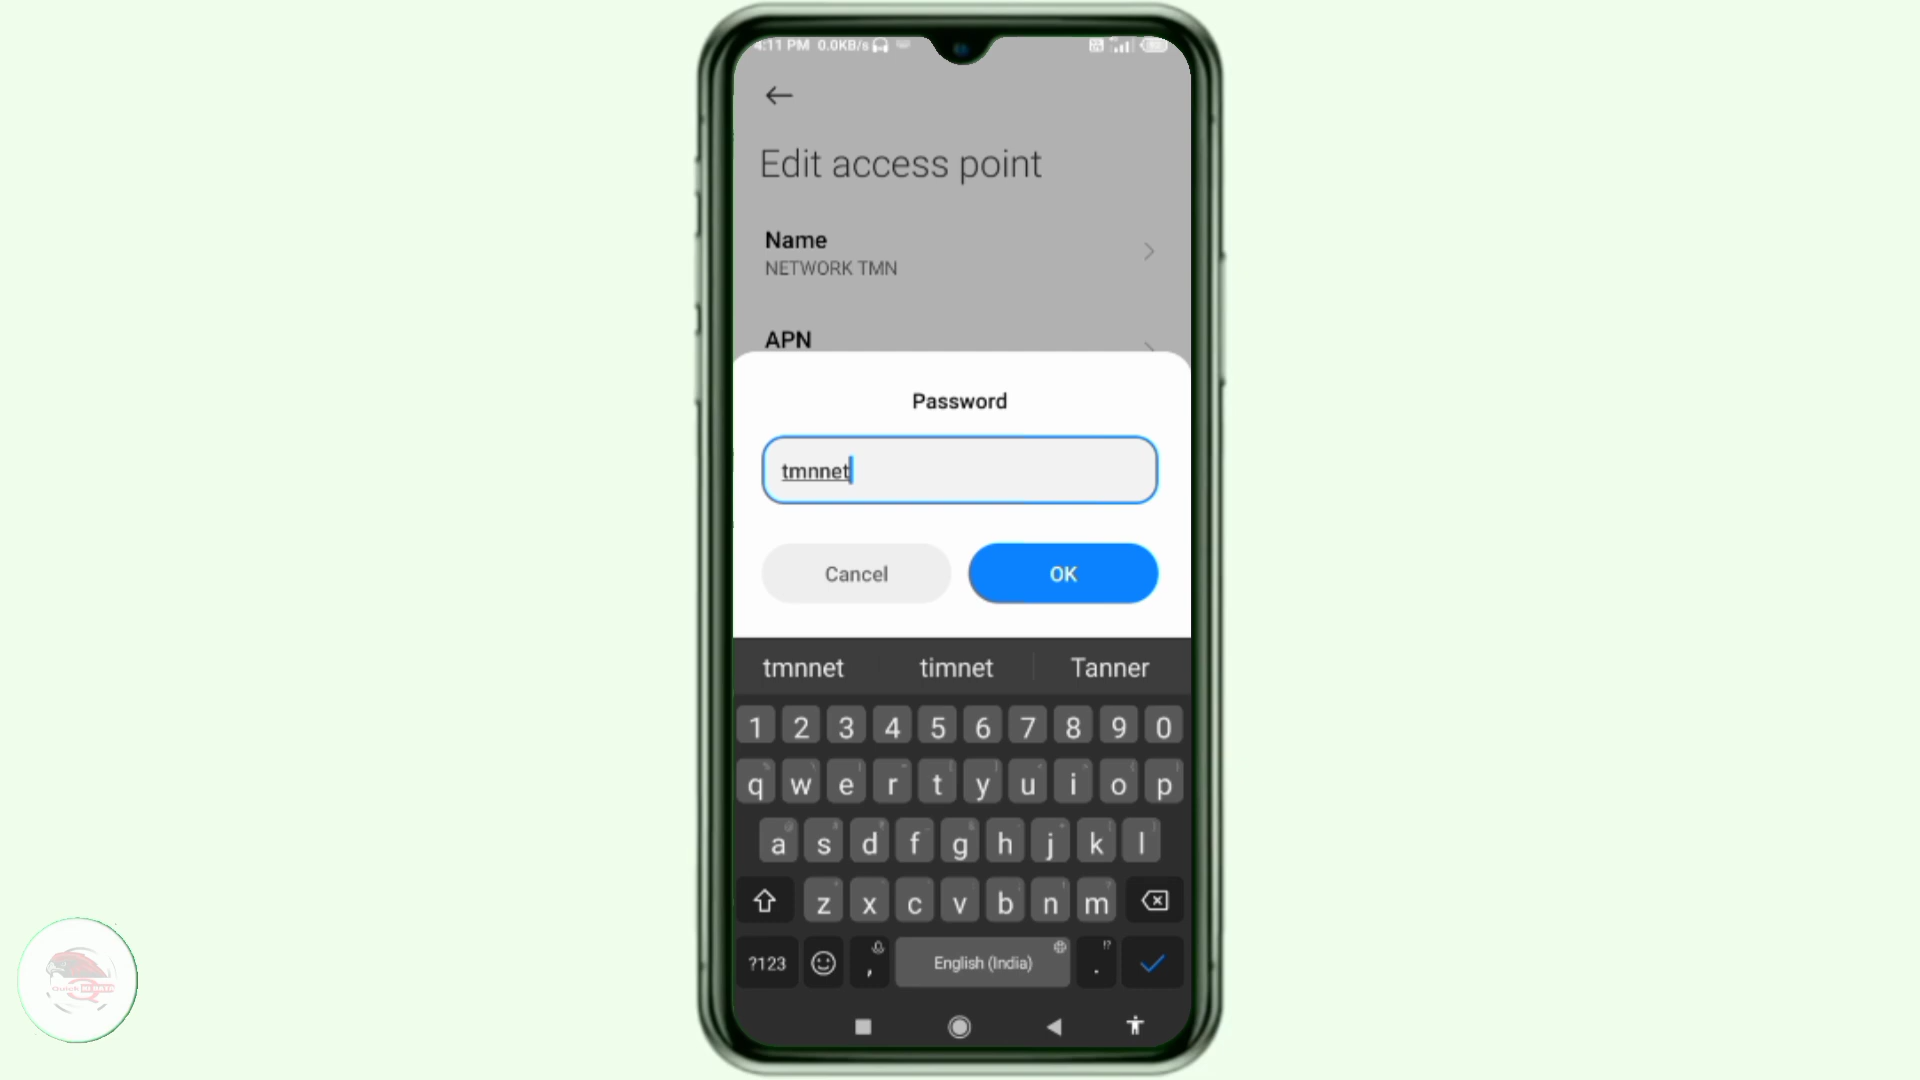 4:11 PM 0.0KB/s
Edit access point
Name
NETWORK TMN
APN
Password
tmnnet
Cancel OK
tmnnet timnet Tanner
1 2 3 4 5 6 7 8 9 0
q w e r t y u i o p
a s d f g h j k l
z x c v b n m
?123 , English (India) . !?